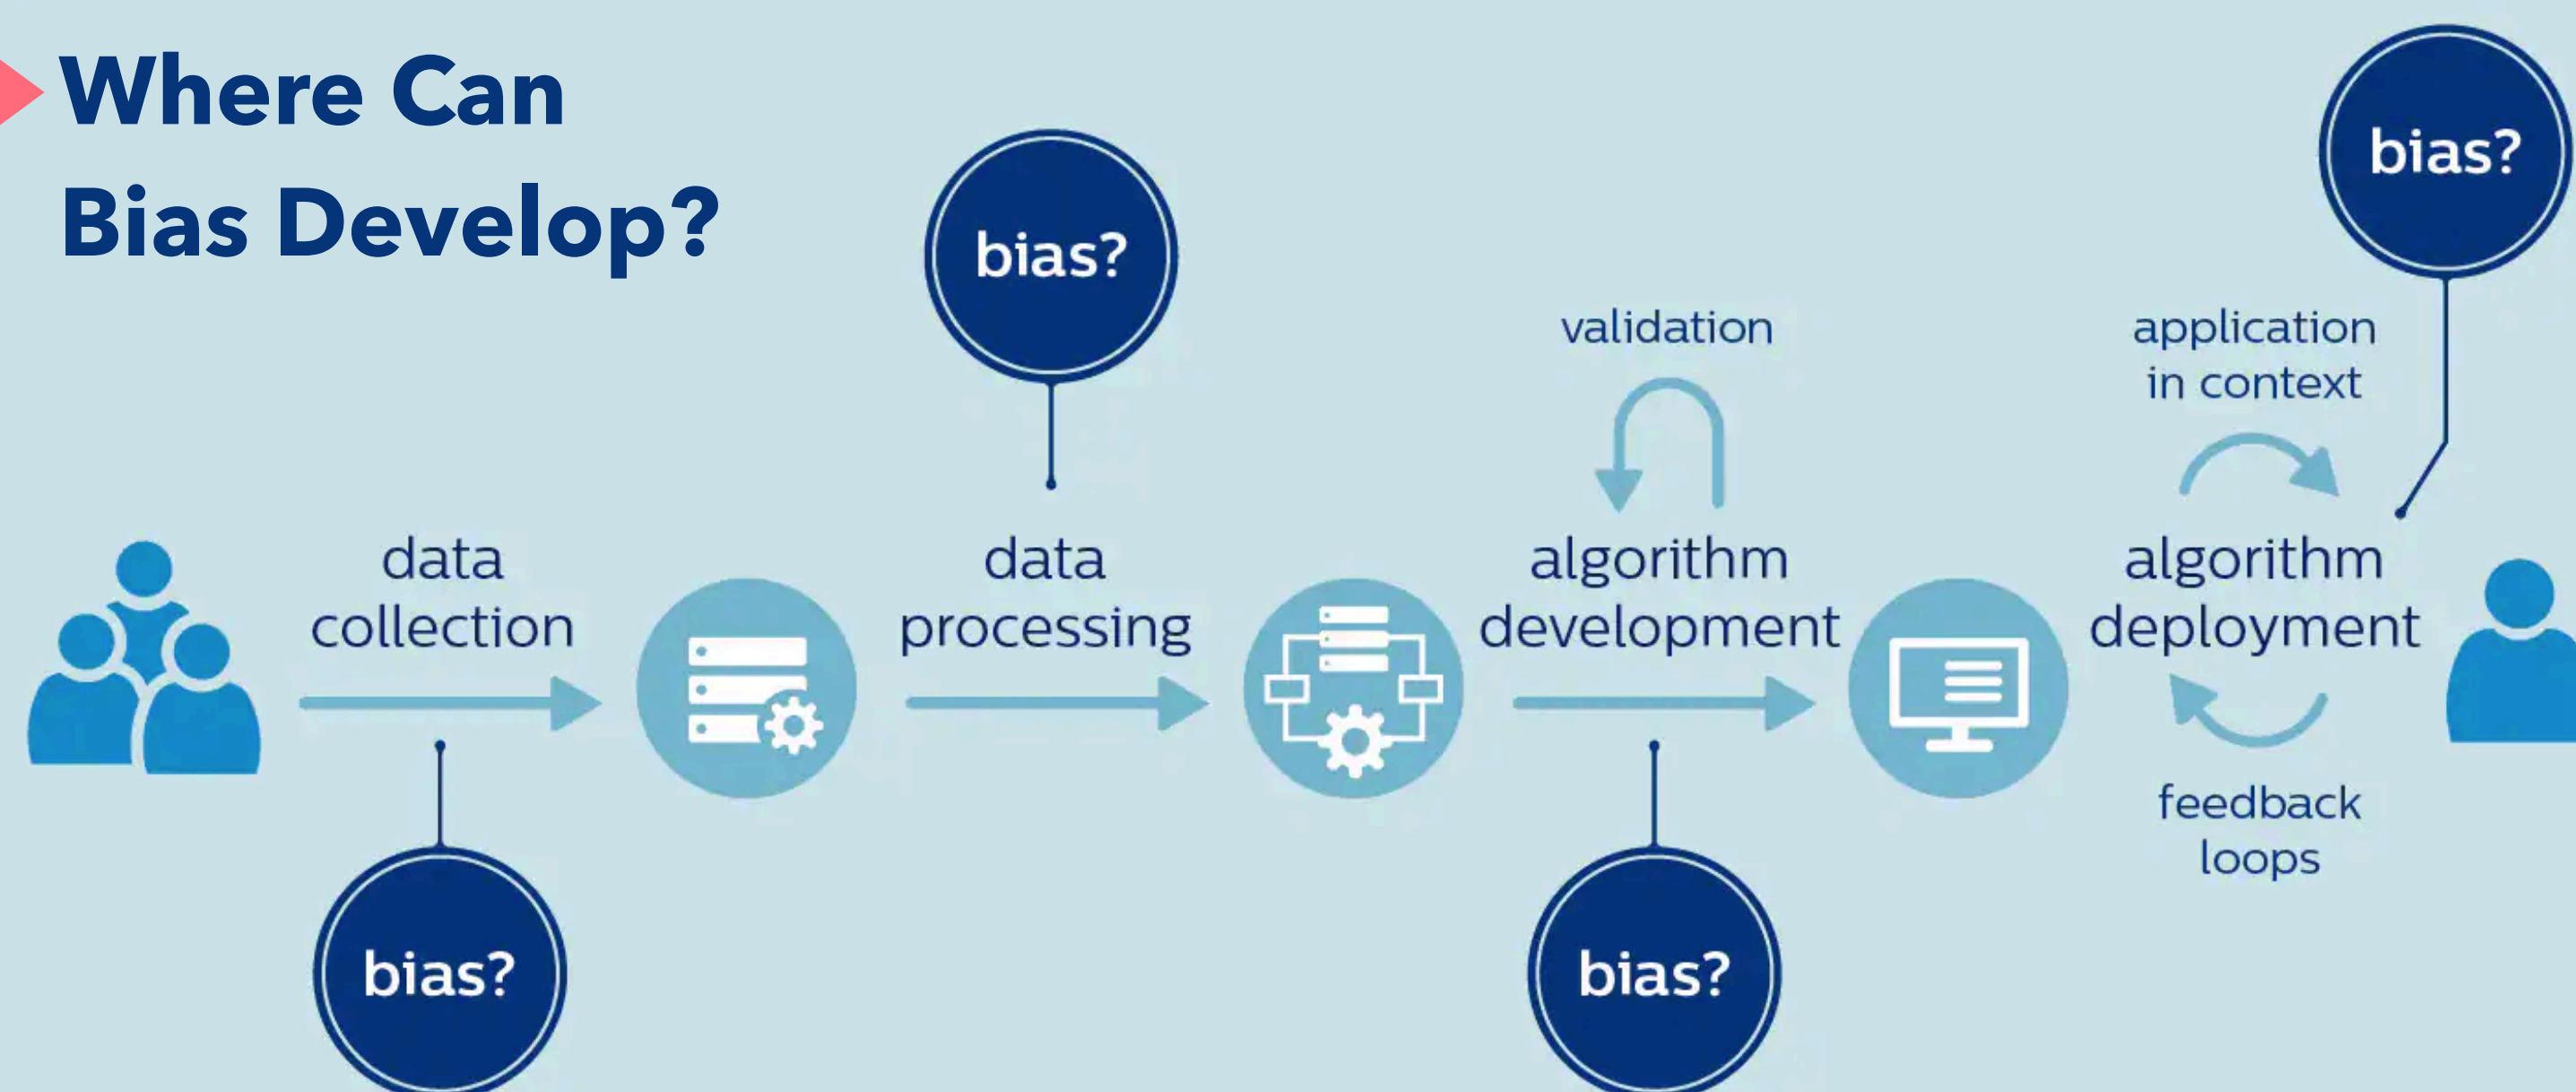 Where Can
Bias Develop?
bias?
bias?
validation
application
in context
data
collection
data
processing
algorithm
development
algorithm
deployment
feedback
loops
bias?
bias?